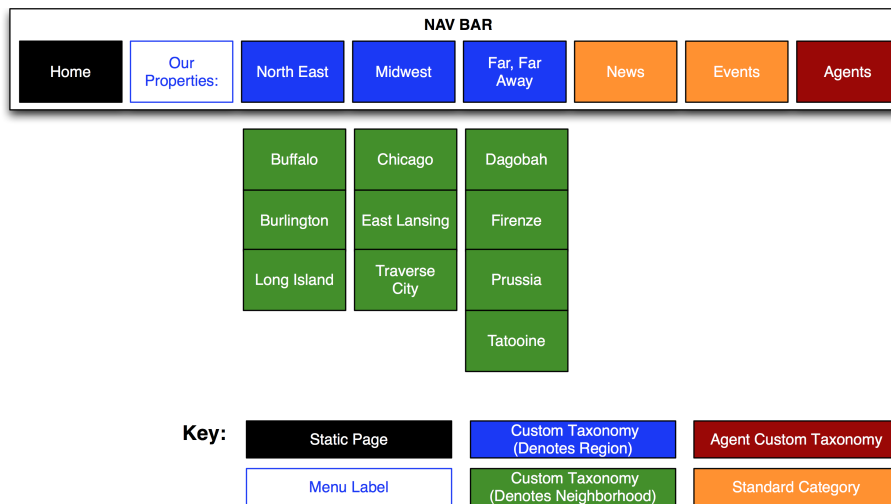 NAV BAR
Home
Our
Properties:
North East
Midwest
Far, Far
Away
News
Events
Agents
Buffalo
Chicago
Dagobah
Burlington
East Lansing
Firenze
Long Island
Traverse
City
Prussia
Tatooine
Key:
Static Page
Custom Taxonomy
(Denotes Region)
Agent Custom Taxonomy
Menu Label
Custom Taxonomy
(Denotes Neighborhood)
Standard Category